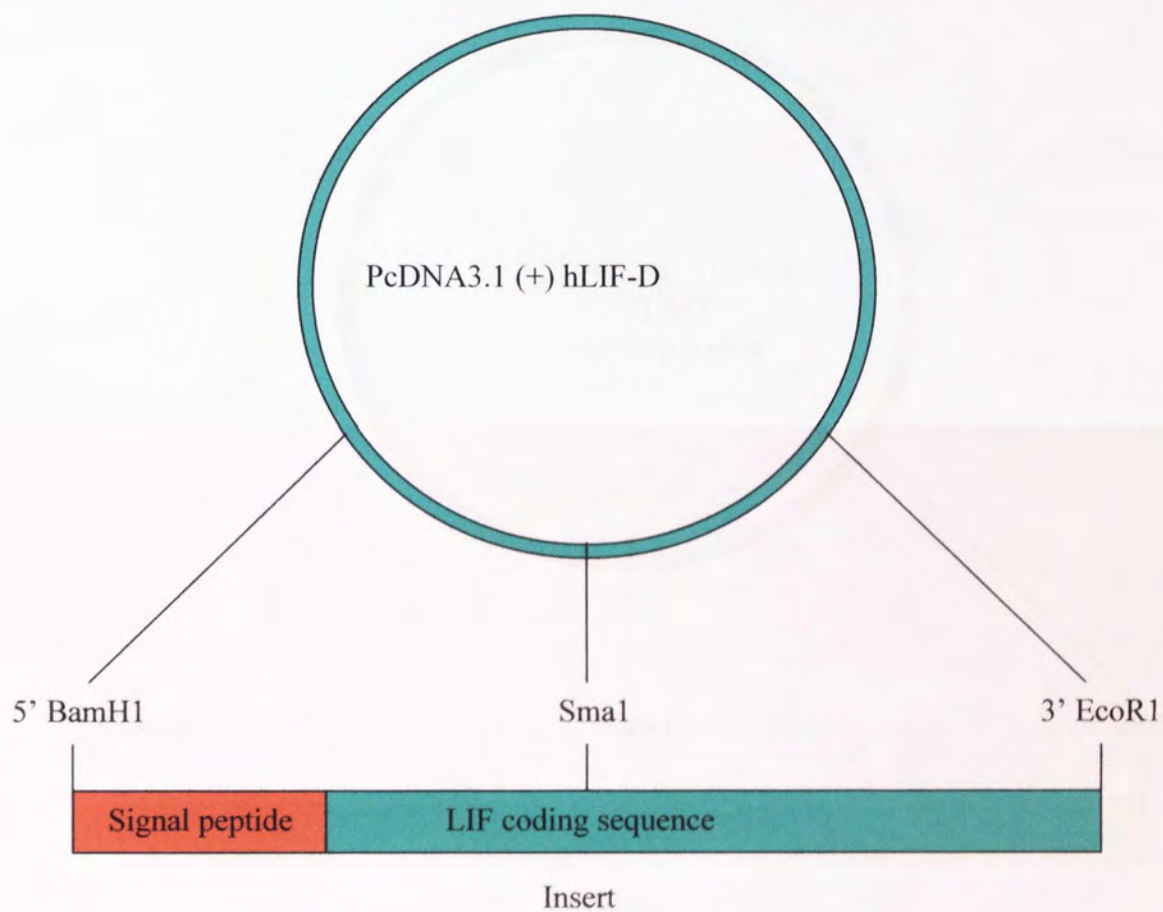 PcDNA3.1 (+) hLIF-D
5’ BamH1
Sma1
3’ EcoR1
Signal peptide
LIF coding sequence
Insert